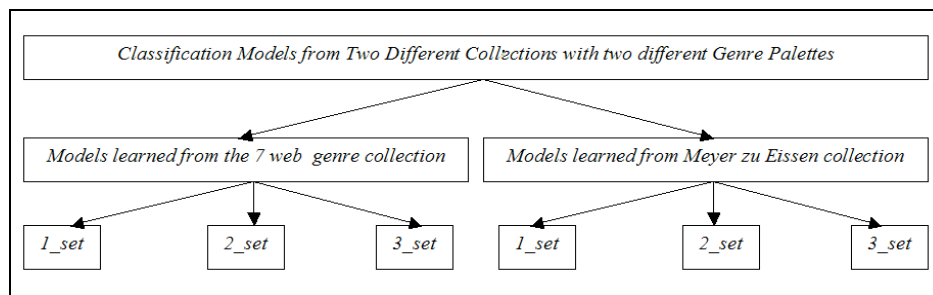 Classification Models from Two Different Collections with two different Genre Palettes
Models learned from the 7 web genre collection
Models learned from Meyer zu Eissen collection
1_set
2_set
3_set
1_set
2_set
3_set